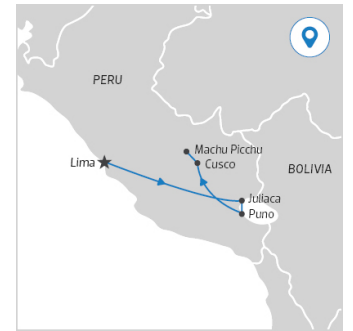 PERU
Machu Picchu
Lima
Cusco
BOLIVIA
Juliaca
Puno